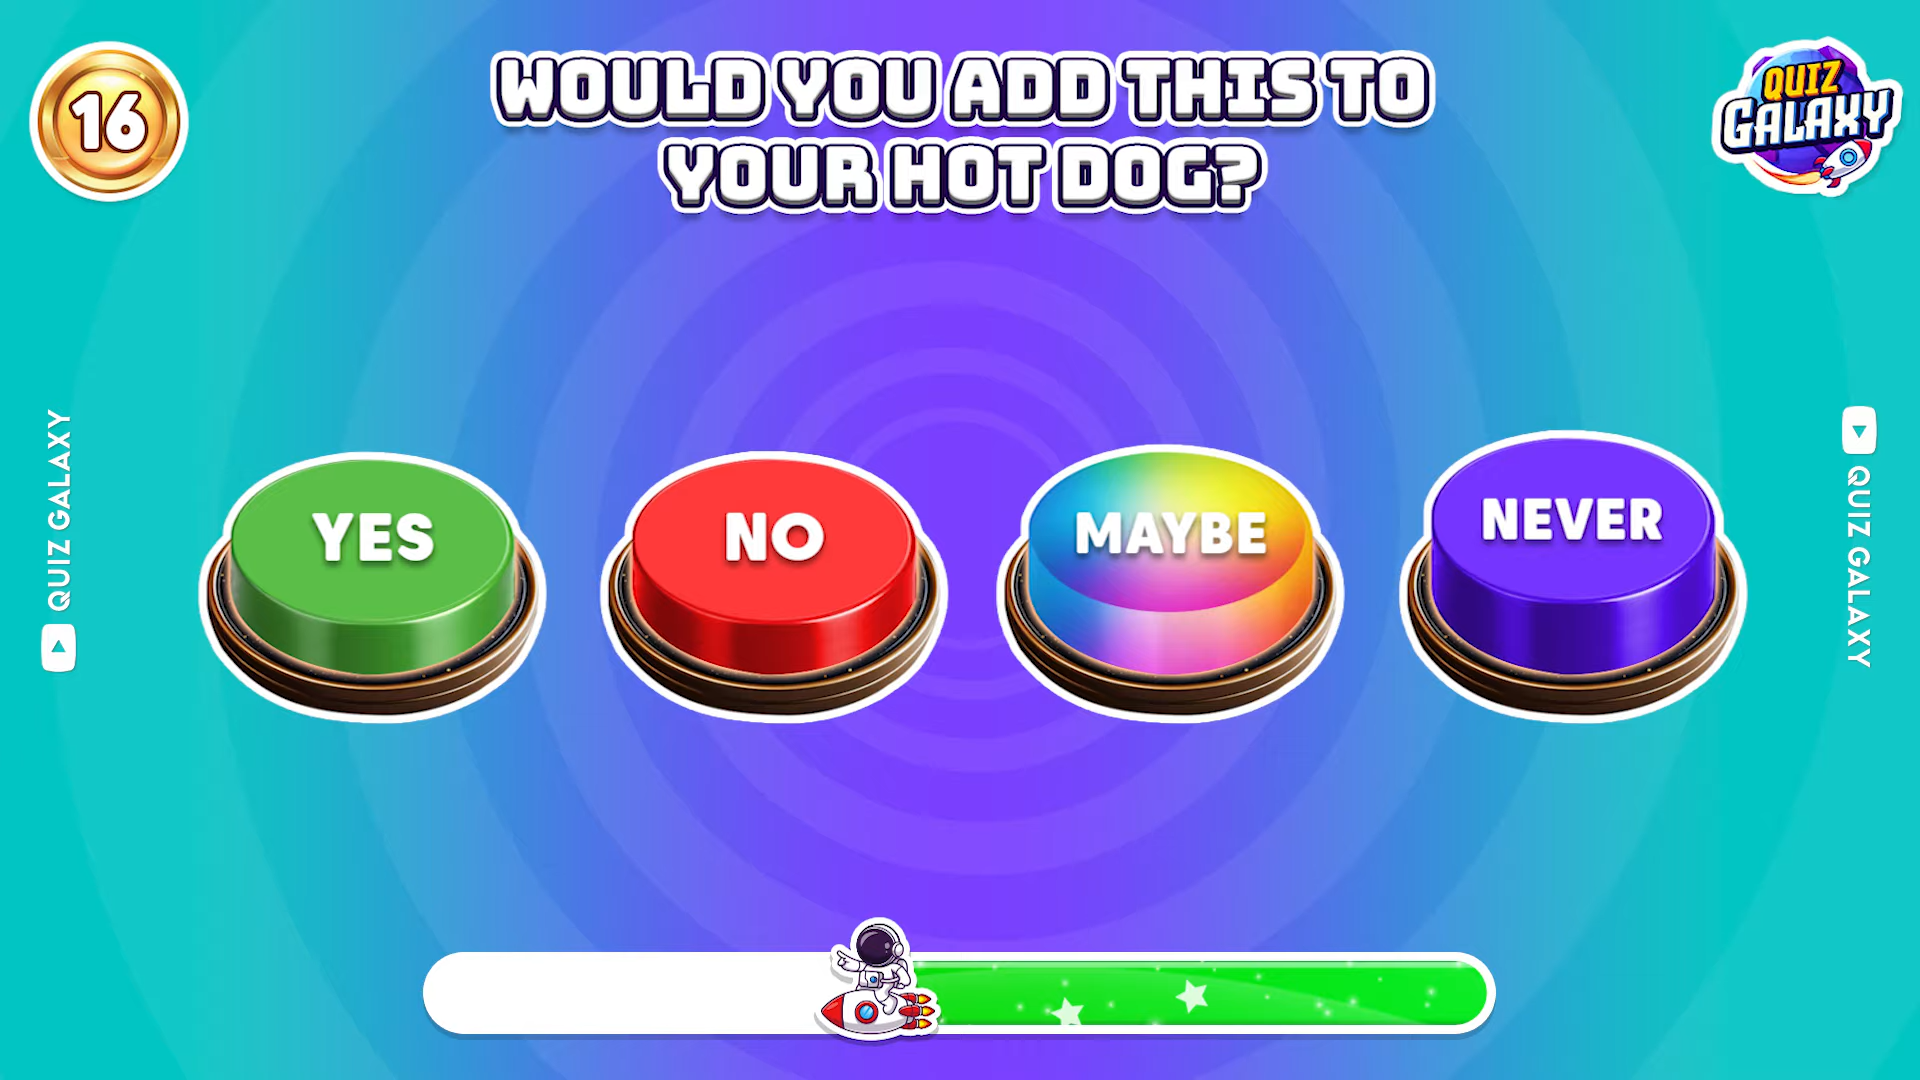 16
WOULD YOU ADD THIS TO
YOUR HOT DOG?
QUIZ
GALAXY
QUIZ GALAXY
YES
NO
MAYBE
NEVER
QUIZ GALAXY